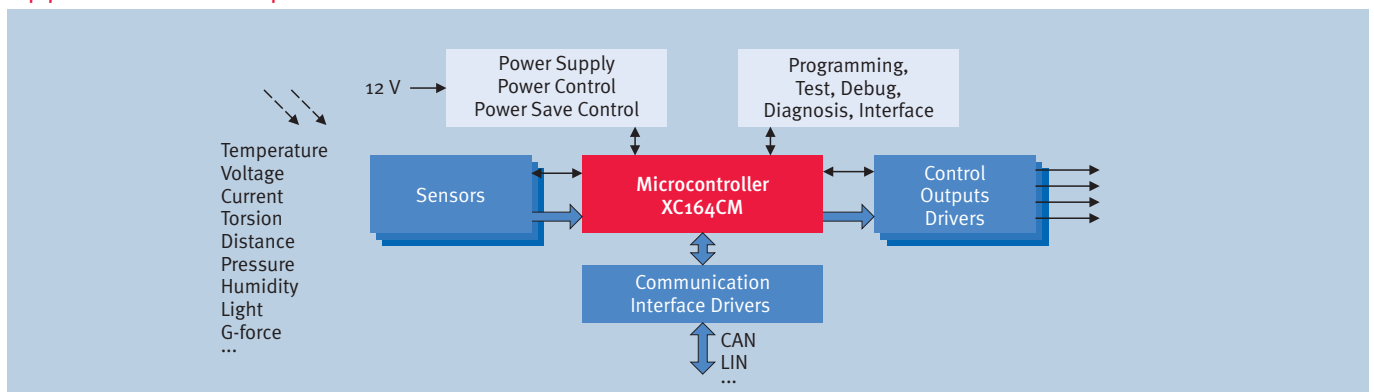 12 V
Power Supply
Power Control
Power Save Control
Programming,
Test, Debug,
Diagnosis, Interface
Temperature
Voltage
Current
Torsion
Distance
Pressure
Humidity
Light
G-force
...
Sensors
Microcontroller
XC164CM
Control
Outputs
Drivers
Communication
Interface Drivers
CAN
LIN
...